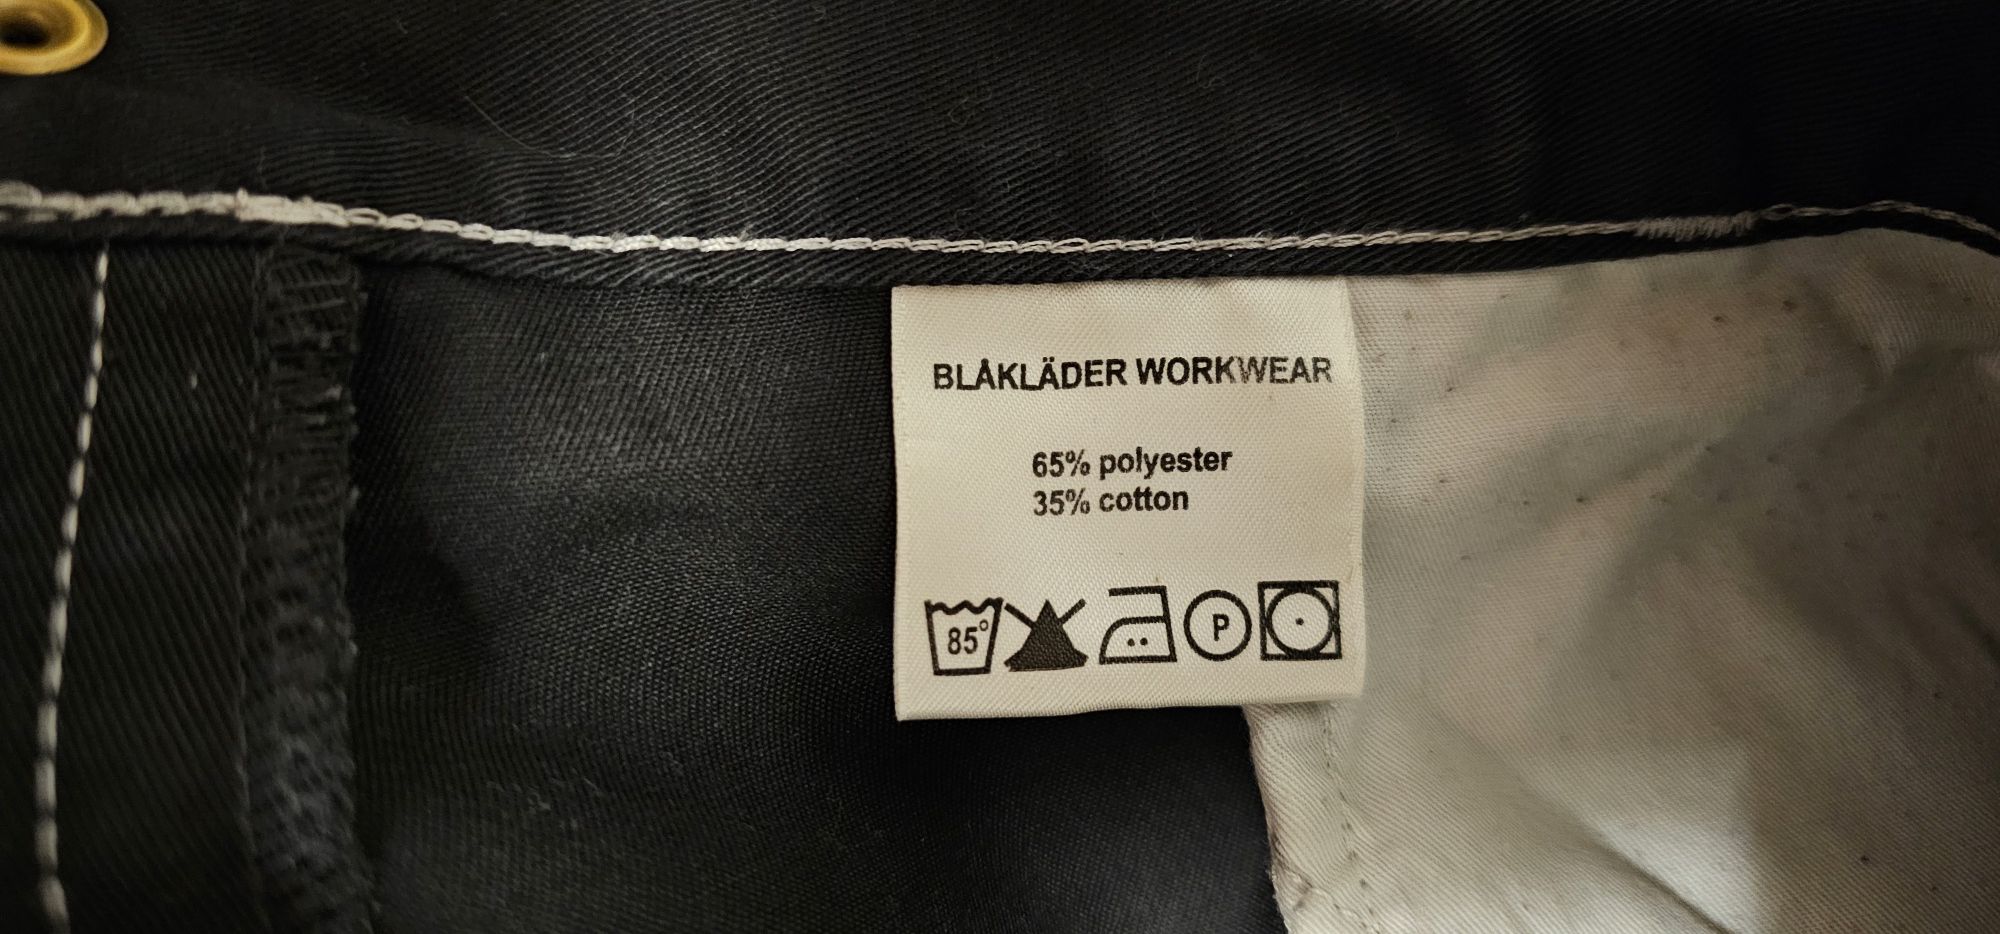 BLÅKLÄDER WORKWEAR
65% polyester
35% cotton
85° P